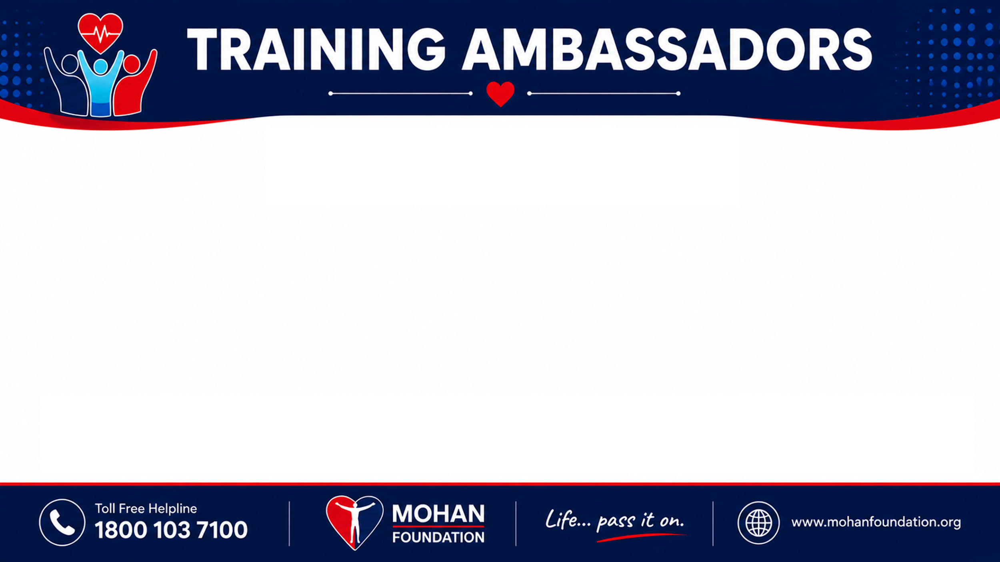 TRAINING AMBASSADORS
Toll Free Helpline
1800 103 7100
MOHAN
FOUNDATION
Life... pass it on.
www.mohanfoundation.org